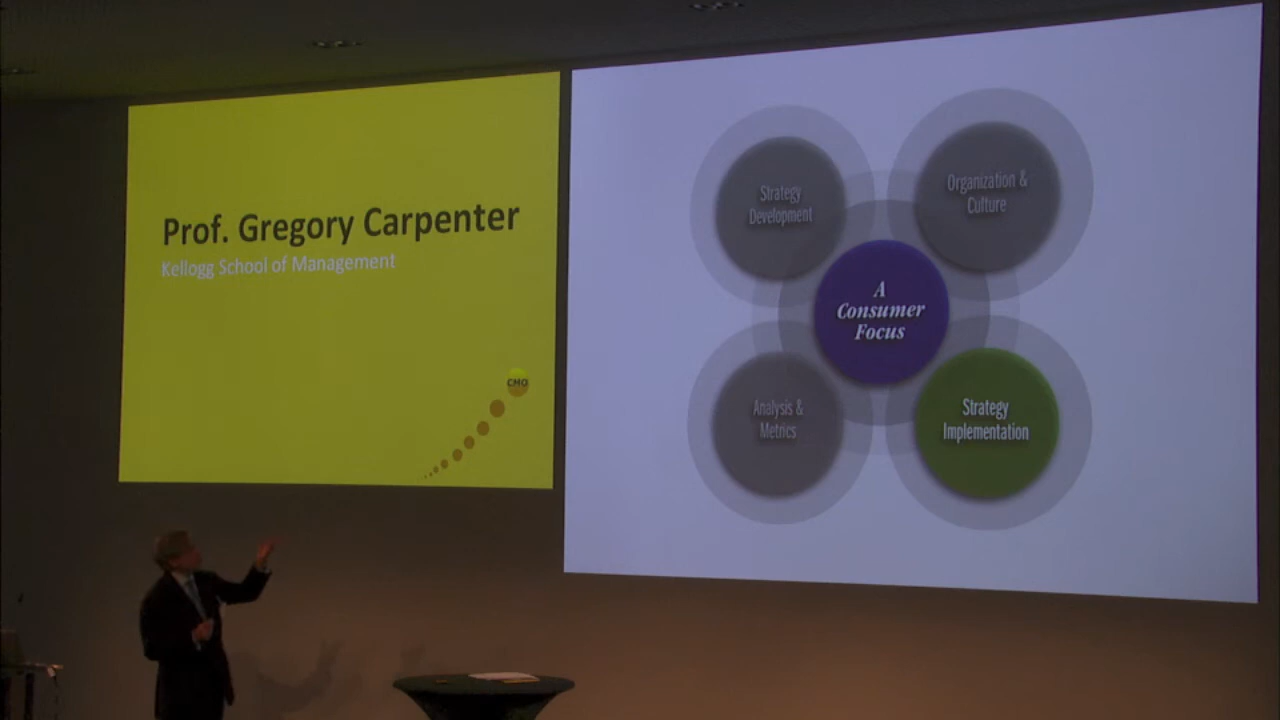 Prof. Gregory Carpenter
Kellogg School of Management
CMO
Strategy
Development
Organization &
Culture
A
Consumer
Focus
Analysis &
Metrics
Strategy
Implementation